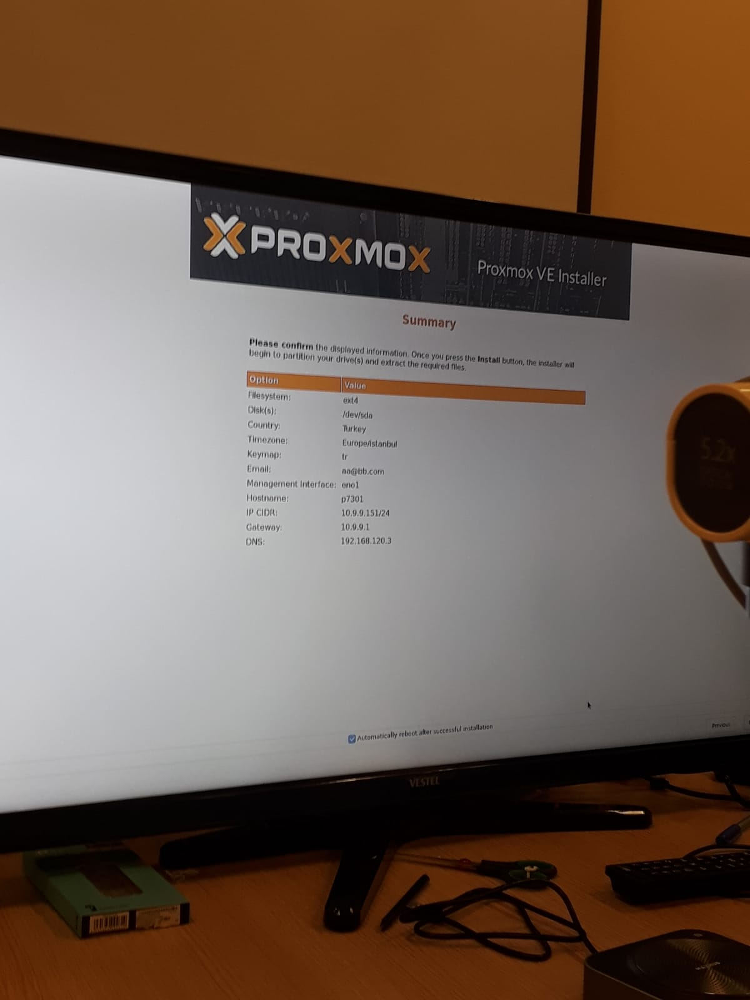 PROXMOX
Proxmox VE Installer
Summary
Please confirm the displayed information. Once you press the Install button, the installer will
begin to partition your drive(s) and extract the required files.
Option Value
Filesystem: ext4
Disk(s): /dev/sda
Country: Turkey
Timezone: Europe/Istanbul
Keymap: tr
Email: aa@bb.com
Management Interface: eno1
Hostname: p7301
IP CIDR: 10.9.9.151/24
Gateway: 10.9.9.1
DNS: 192.168.120.3
5.2x
Automatically reboot after successful installation
Previous
VESTEL